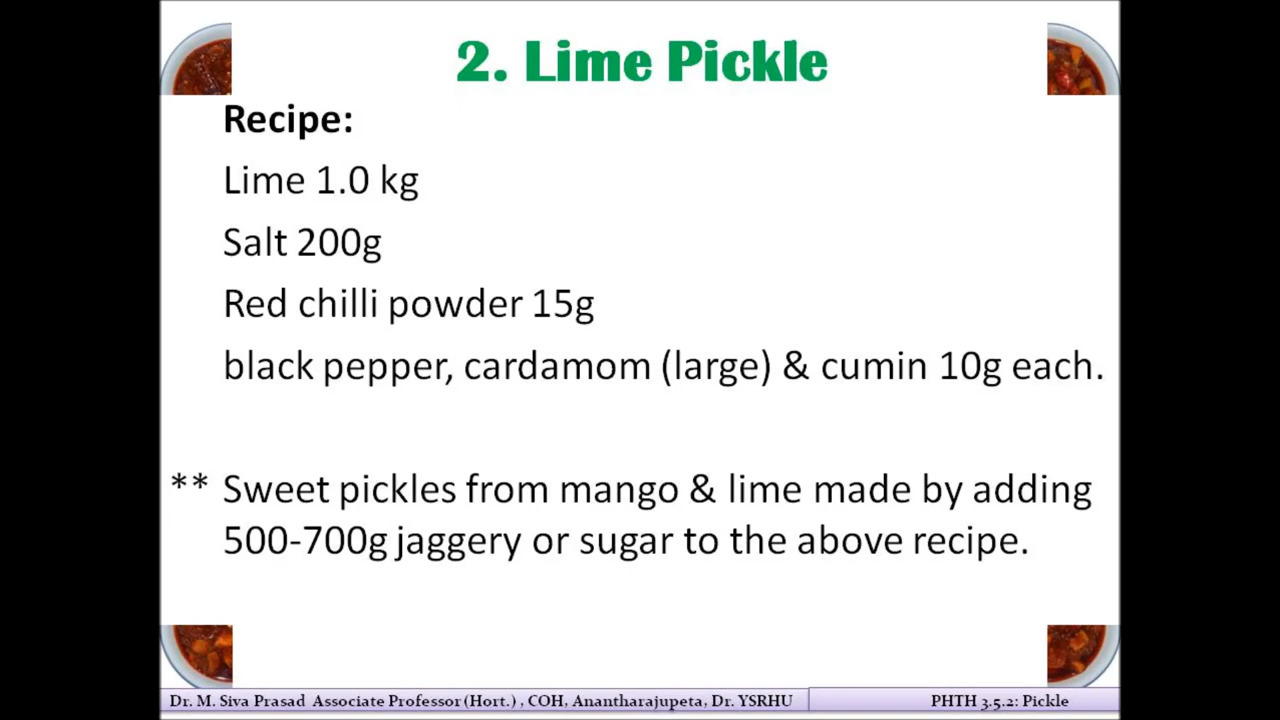 2. Lime Pickle
Recipe:
Lime 1.0 kg
Salt 200g
Red chilli powder 15g
black pepper, cardamom (large) & cumin 10g each.
** Sweet pickles from mango & lime made by adding
500-700g jaggery or sugar to the above recipe.
Dr. M. Siva Prasad Associate Professor (Hort.) , COH, Anantharajupeta, Dr. YSRHU
PHTH 3.5.2: Pickle